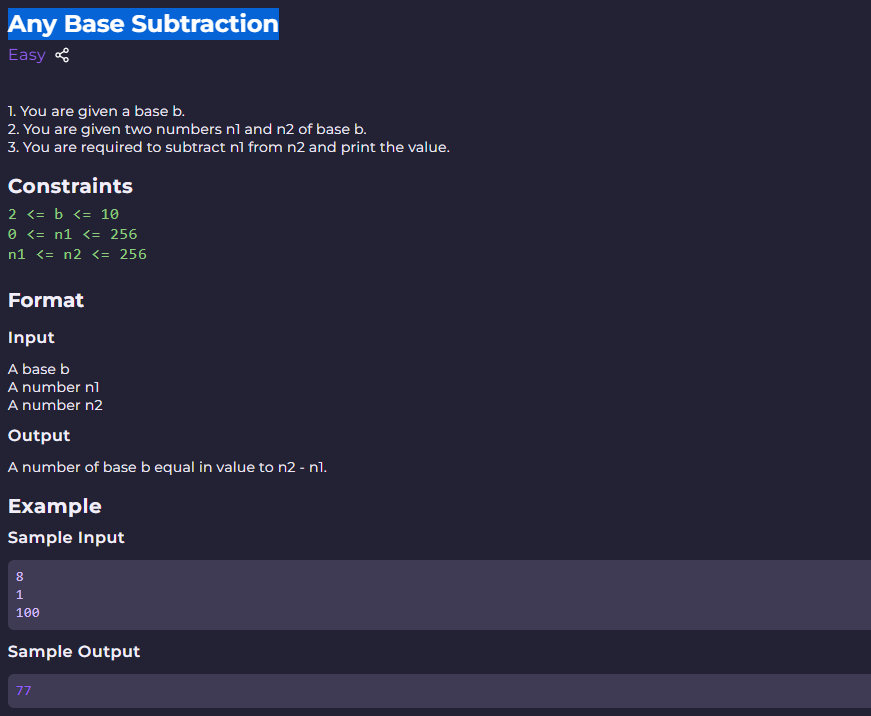 Any Base Subtraction
Easy
1. You are given a base b.
2. You are given two numbers n1 and n2 of base b.
3. You are required to subtract n1 from n2 and print the value.
Constraints
2 <= b <= 10
0 <= n1 <= 256
n1 <= n2 <= 256
Format
Input
A base b
A number n1
A number n2
Output
A number of base b equal in value to n2 - n1.
Example
Sample Input
8
1
100
Sample Output
77